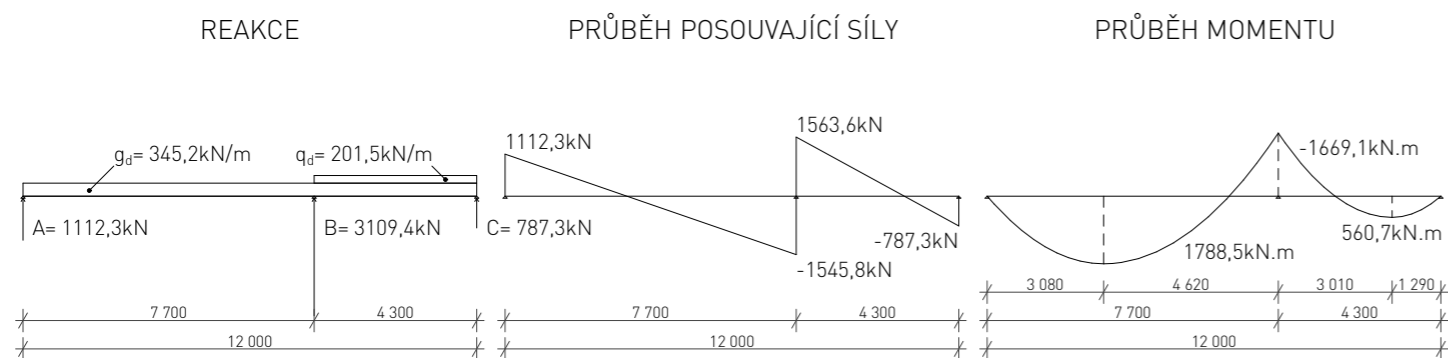 REAKCE
g_d= 345,2kN/m
q_d= 201,5kN/m
A= 1112,3kN
B= 3109,4kN
C= 787,3kN
7 700
4 300
12 000
PRŮBĚH POSOUVAJÍCÍ SÍLY
1112,3kN
1563,6kN
-787,3kN
-1545,8kN
7 700
4 300
12 000
PRŮBĚH MOMENTU
-1669,1kN.m
560,7kN.m
1788,5kN.m
3 080
4 620
3 010
1 290
7 700
4 300
12 000